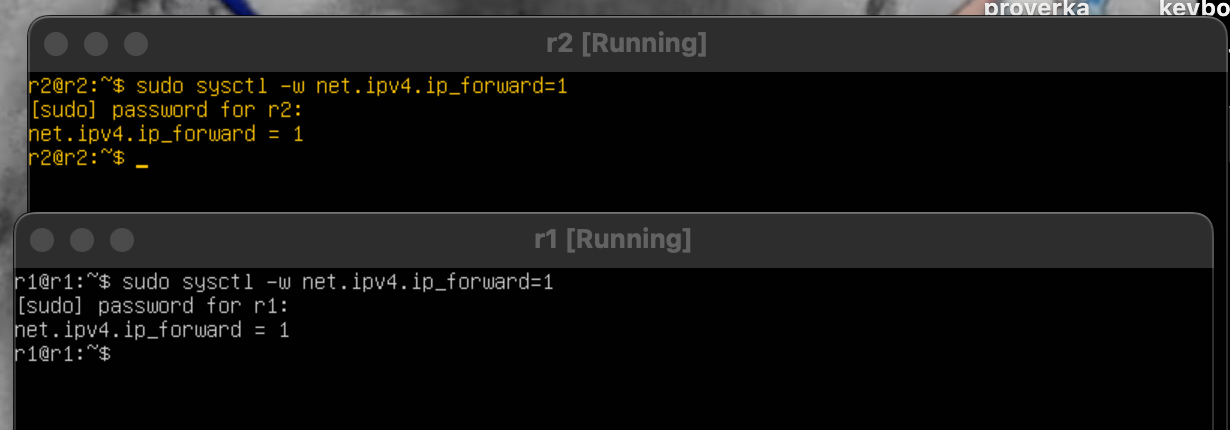 proverka keybo
r2 [Running]
r2@r2:~$ sudo sysctl -w net.ipv4.ip_forward=1
[sudo] password for r2:
net.ipv4.ip_forward = 1
r2@r2:~$ _
r1 [Running]
r1@r1:~$ sudo sysctl -w net.ipv4.ip_forward=1
[sudo] password for r1:
net.ipv4.ip_forward = 1
r1@r1:~$